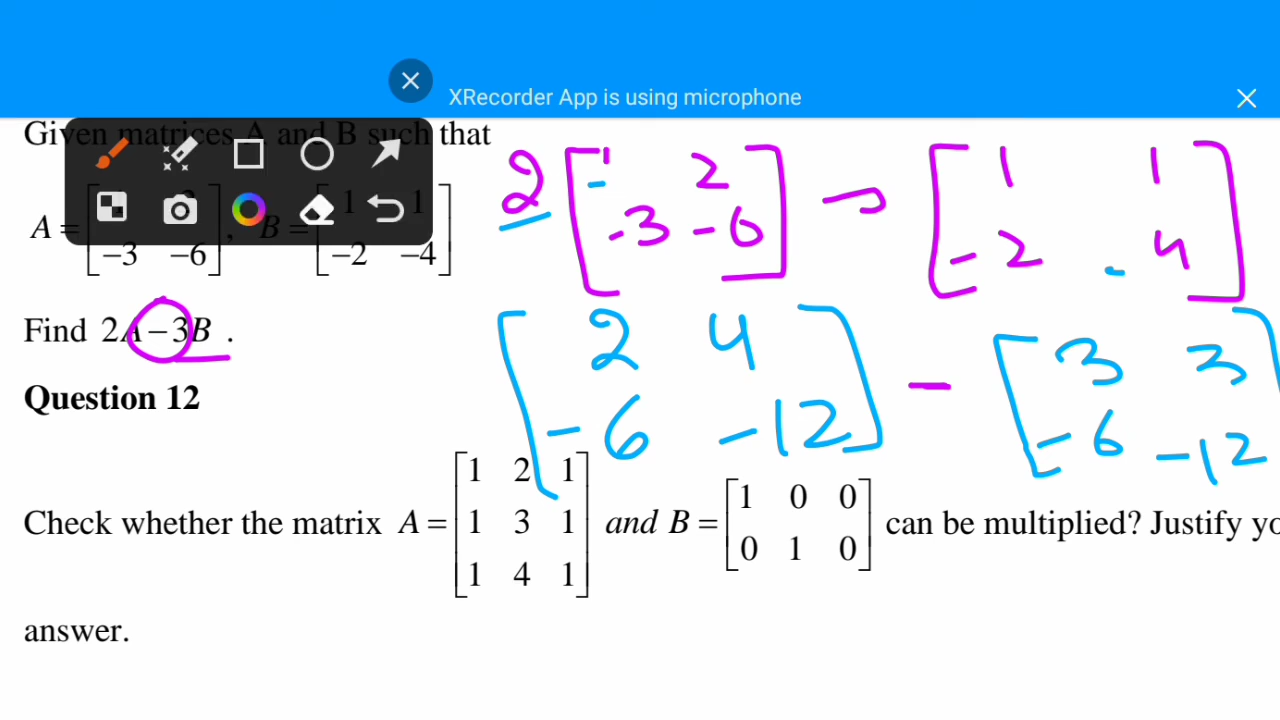 XRecorder App is using microphone
Given matrices A and B such that
2 [1 2] - 3 [1 1]
[-3 -6] [-2 -4]
A = [ ], B = [1 1]
[-3 -6] [-2 -4]
Find 2A − 3B .
[2 4] - [3 3]
[-6 -12] [-6 -12]
Question 12
Check whether the matrix A = [1 2 1] and B = [1 0 0] can be multiplied? Justify yo
[1 3 1] [0 1 0]
[1 4 1]
answer.